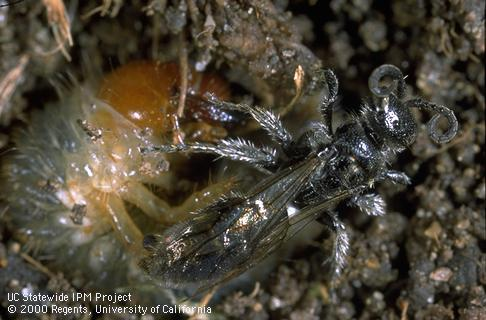 UC Statewide IPM Project
© 2000 Regents, University of California